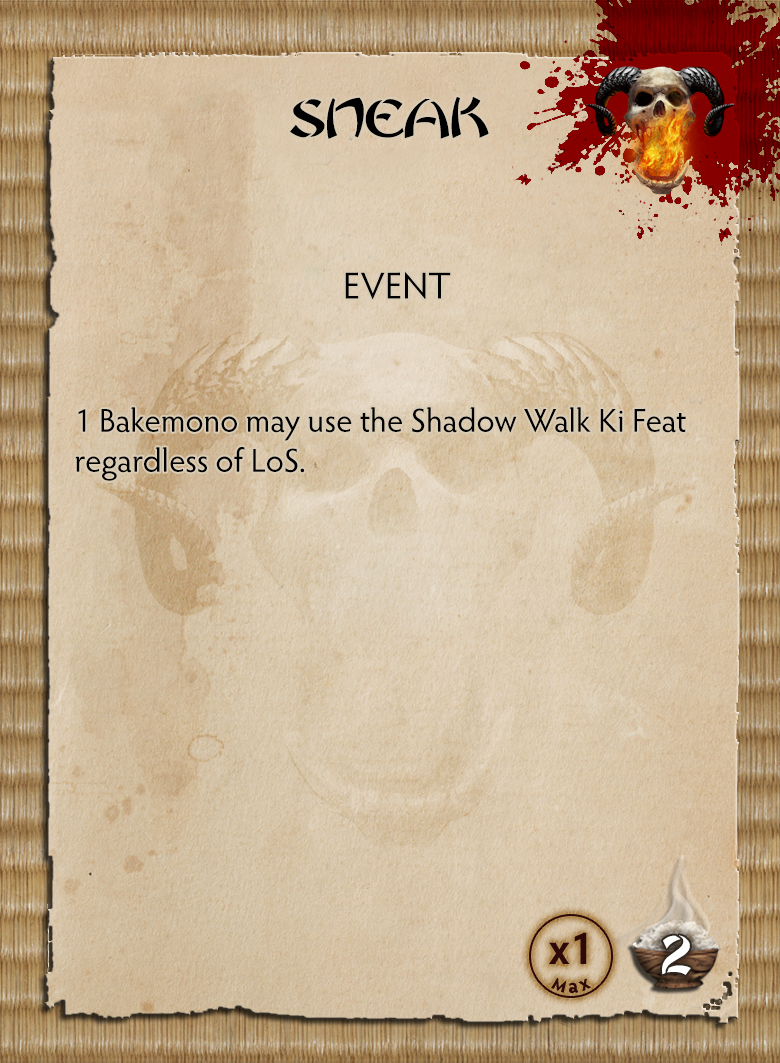 SNEAK
EVENT
1 Bakemono may use the Shadow Walk Ki Feat
regardless of LoS.
x1
Max
2